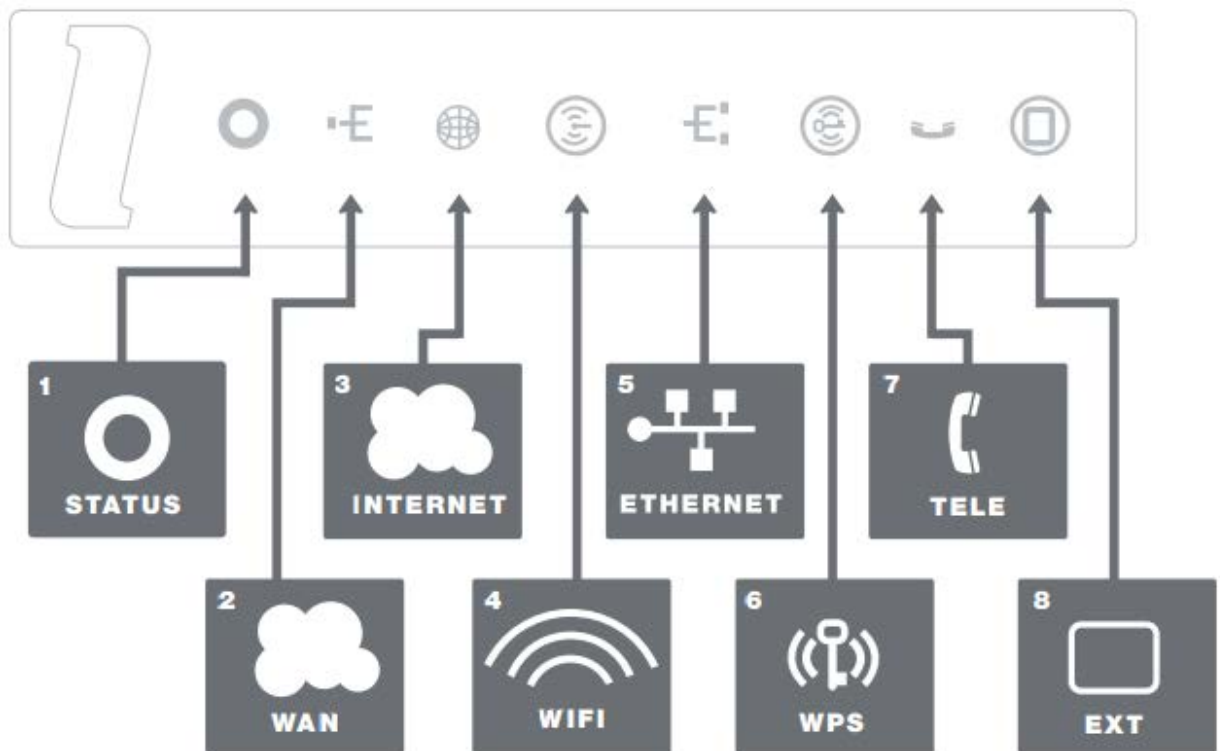 1
STATUS
3
INTERNET
5
ETHERNET
7
TELE
2
WAN
4
WIFI
6
WPS
8
EXT